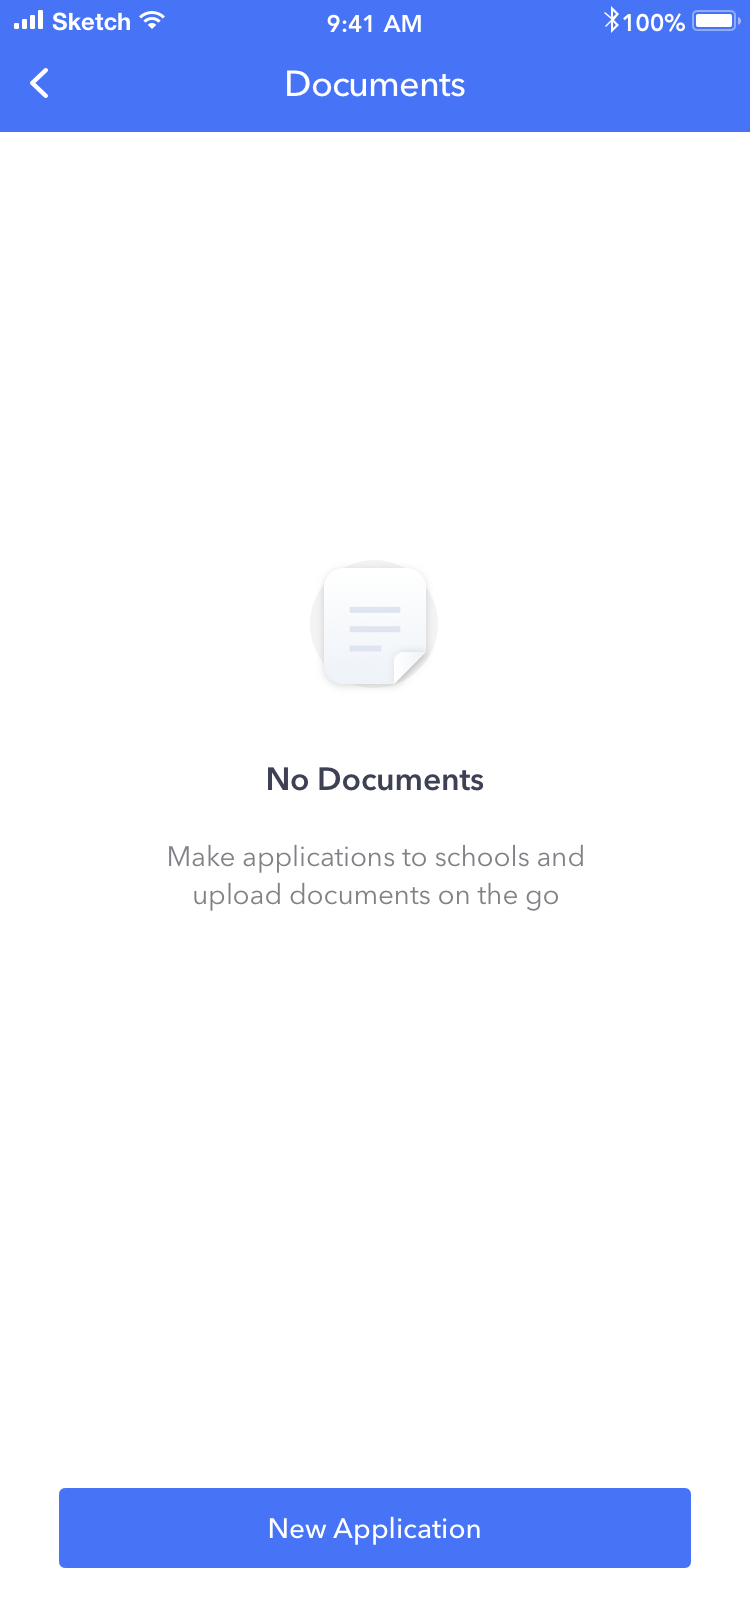 Sketch 9:41 AM 100%
Documents
No Documents
Make applications to schools and
upload documents on the go
New Application